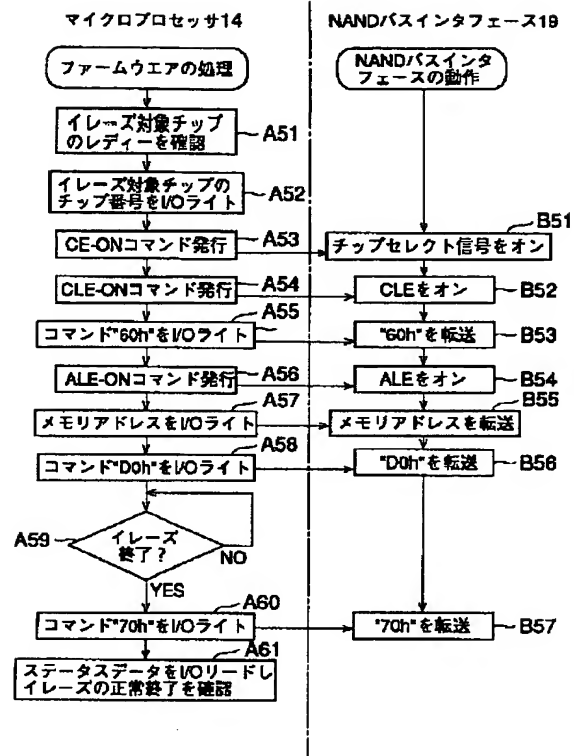 マイクロプロセッサ14
NANDバスインタフェース19
ファームウエアの処理
NANDバスインタ
フェースの動作
イレーズ対象チップ
のレディーを確認
A51
イレーズ対象チップの
チップ番号をI/Oライト
A52
B51
CE-ONコマンド発行
A53
チップセレクト信号をオン
CLE-ONコマンド発行
A54
CLEをオン
B52
A55
コマンド"60h"をI/Oライト
"60h"を転送
B53
ALE-ONコマンド発行
A56
ALEをオン
B54
A57
B55
メモリアドレスをI/Oライト
メモリアドレスを転送
A58
コマンド"D0h"をI/Oライト
"D0h"を転送
B56
A59
イレーズ
終了？
NO
YES
A60
コマンド"70h"をI/Oライト
"70h"を転送
B57
A61
ステータスデータをI/Oリードし
イレーズの正常終了を確認